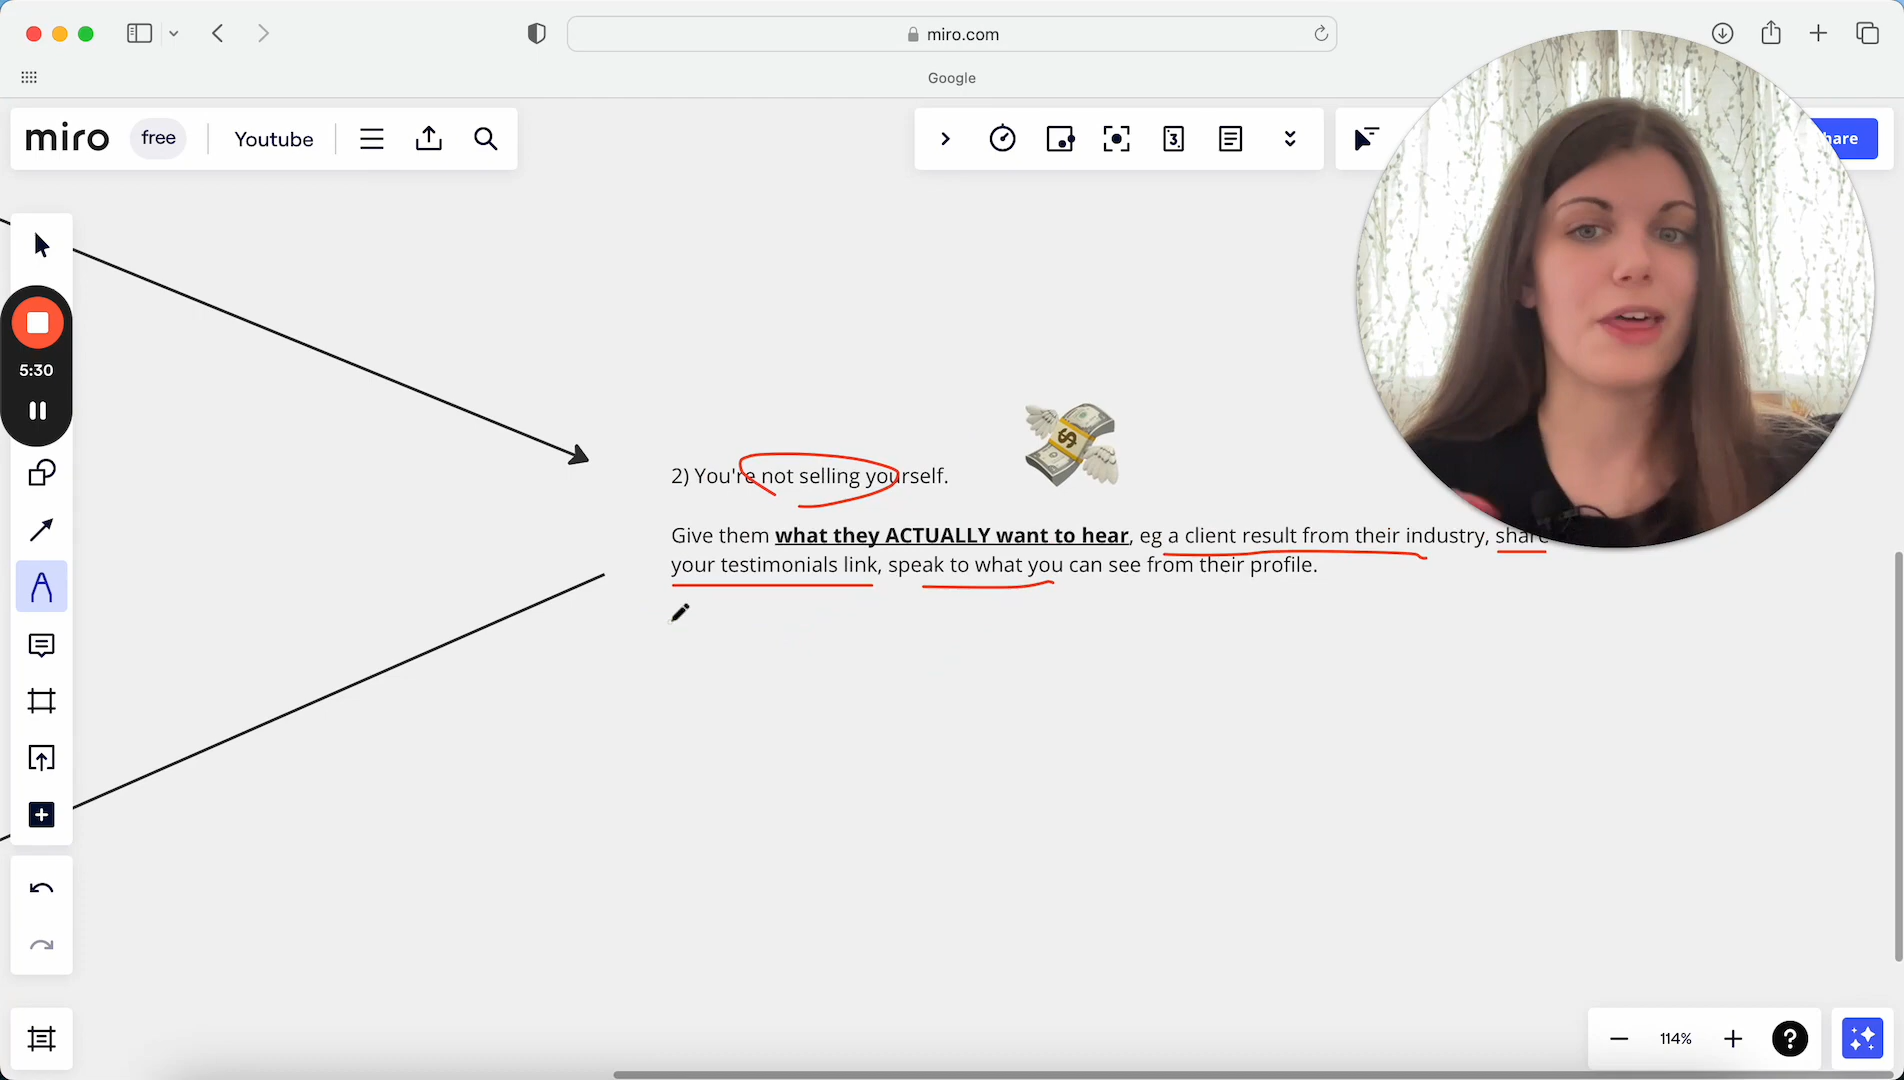 miro.com
Google
miro free Youtube
3
hare
5:30
2) You're not selling yourself.
Give them what they ACTUALLY want to hear, eg a client result from their industry, share
your testimonials link, speak to what you can see from their profile.
114%
?